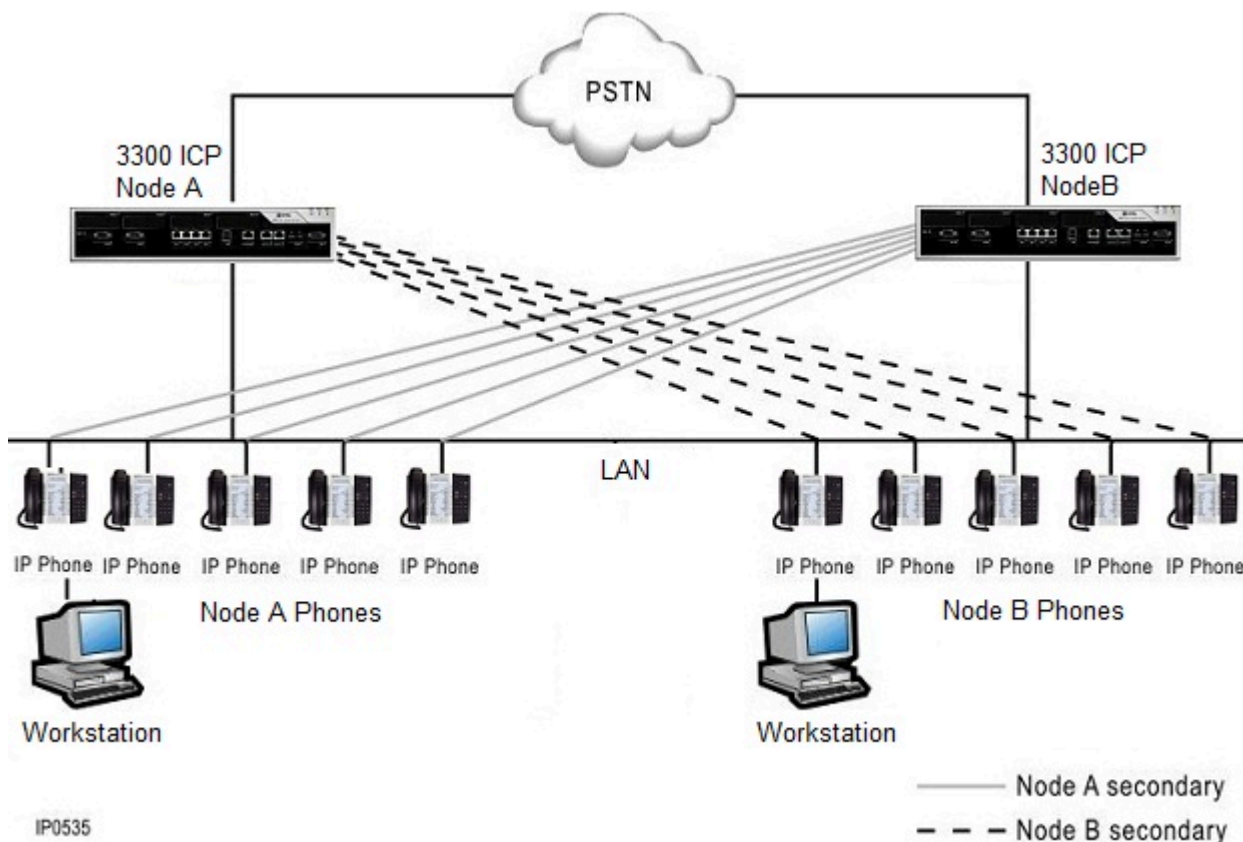 PSTN
3300 ICP
Node A
3300 ICP
NodeB
LAN
IP Phone IP Phone IP Phone IP Phone IP Phone
IP Phone IP Phone IP Phone IP Phone IP Phone
Node A Phones
Node B Phones
Workstation
Workstation
Node A secondary
Node B secondary
IP0535